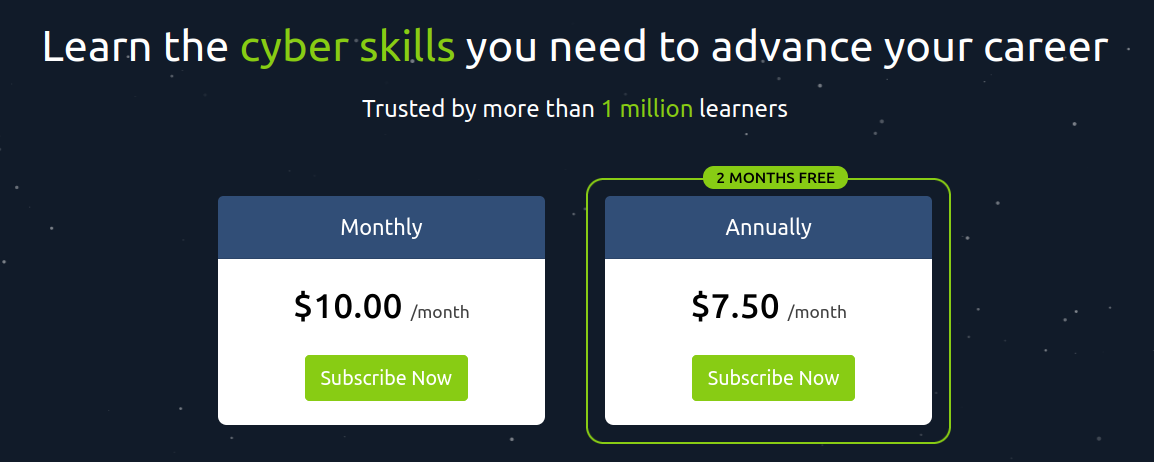 Learn the cyber skills you need to advance your career
Trusted by more than 1 million learners
Monthly
$10.00 /month
Subscribe Now
2 MONTHS FREE
Annually
$7.50 /month
Subscribe Now